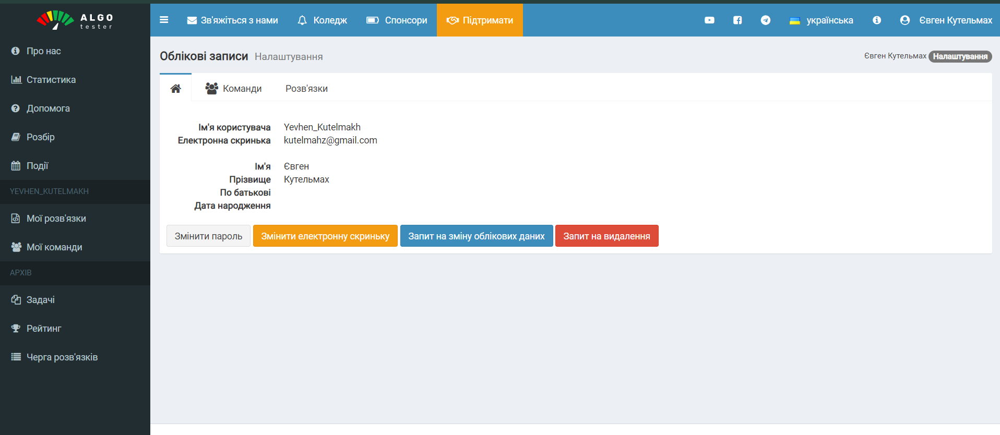 ALGO
tester
Зв'яжіться з нами
Коледж
Спонсори
Підтримати
українська
Євген Кутельмах
Про нас
Статистика
Допомога
Розбір
Події
YEVHEN_KUTELMAKH
Мої розв'язки
Мої команди
АРХІВ
Задачі
Рейтинг
Черга розв'язків
Облікові записи Налаштування
Євген Кутельмах Налаштування
Команди
Розв'язки
Ім'я користувача Yevhen_Kutelmakh
Електронна скринька kutelmahz@gmail.com
Ім'я Євген
Прізвище Кутельмах
По батькові
Дата народження
Змінити пароль
Змінити електронну скриньку
Запит на зміну облікових даних
Запит на видалення